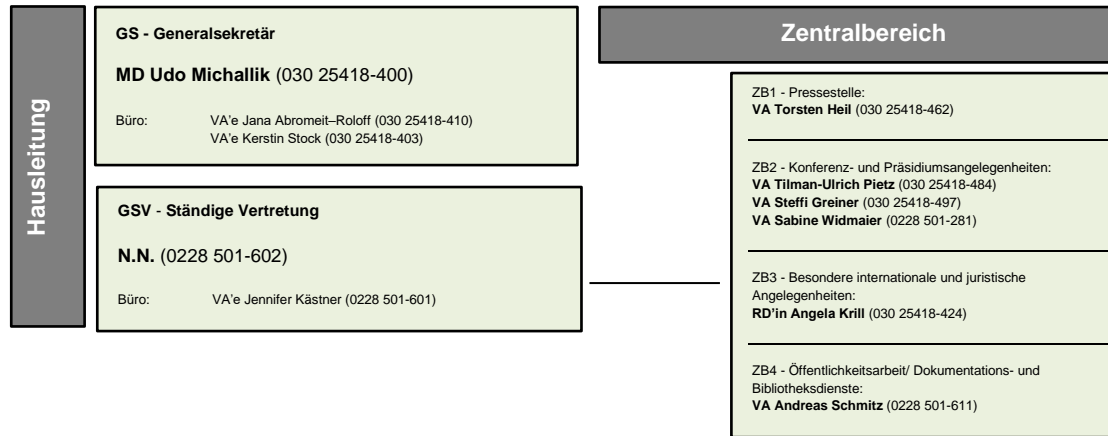 Hausleitung
GS - Generalsekretär
MD Udo Michallik (030 25418-400)
Büro: VA'e Jana Abromeit–Roloff (030 25418-410)
VA'e Kerstin Stock (030 25418-403)
GSV - Ständige Vertretung
N.N. (0228 501-602)
Büro: VA'e Jennifer Kästner (0228 501-601)
Zentralbereich
ZB1 - Pressestelle:
VA Torsten Heil (030 25418-462)
ZB2 - Konferenz- und Präsidiumsangelegenheiten:
VA Tilman-Ulrich Pietz (030 25418-484)
VA Steffi Greiner (030 25418-497)
VA Sabine Widmaier (0228 501-281)
ZB3 - Besondere internationale und juristische
Angelegenheiten:
RD'in Angela Krill (030 25418-424)
ZB4 - Öffentlichkeitsarbeit/ Dokumentations- und
Bibliotheksdienste:
VA Andreas Schmitz (0228 501-611)